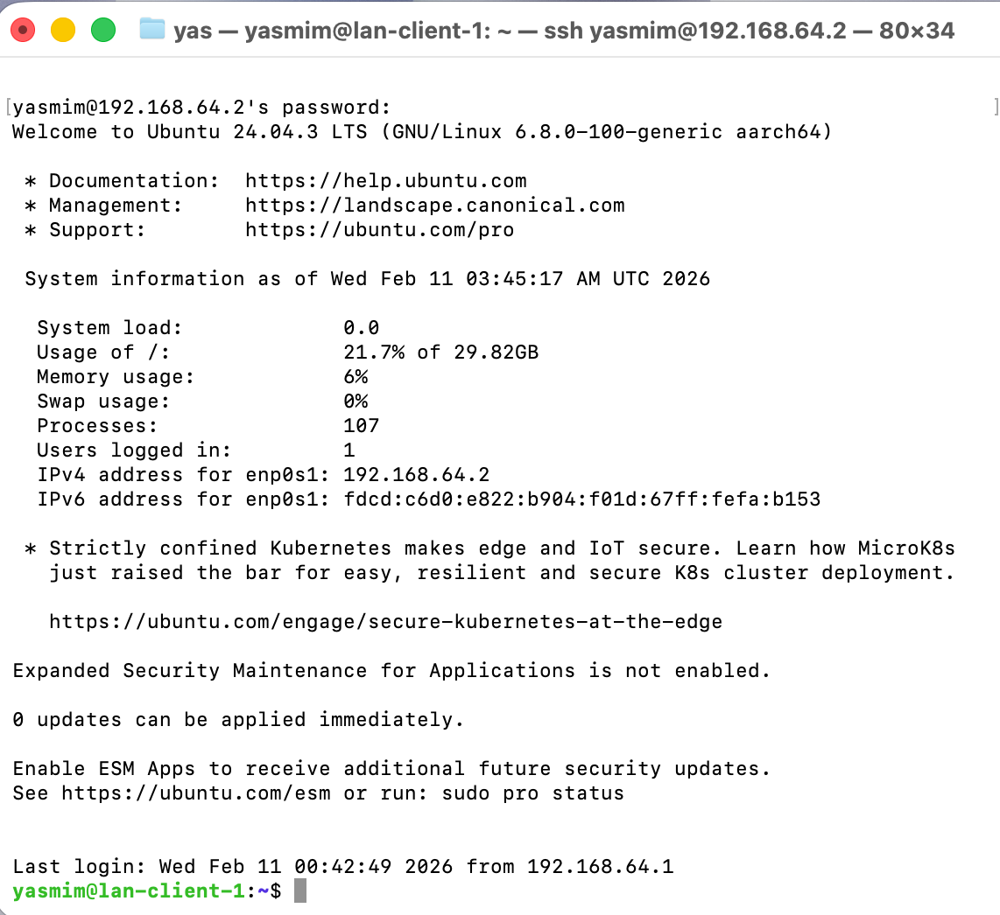 yas — yasmim@lan-client-1: ~ — ssh yasmim@192.168.64.2 — 80×34
[yasmim@192.168.64.2's password: ]
Welcome to Ubuntu 24.04.3 LTS (GNU/Linux 6.8.0-100-generic aarch64)
* Documentation:  https://help.ubuntu.com
* Management:     https://landscape.canonical.com
* Support:        https://ubuntu.com/pro
System information as of Wed Feb 11 03:45:17 AM UTC 2026
System load:             0.0
Usage of /:              21.7% of 29.82GB
Memory usage:            6%
Swap usage:              0%
Processes:               107
Users logged in:         1
IPv4 address for enp0s1: 192.168.64.2
IPv6 address for enp0s1: fdcd:c6d0:e822:b904:f01d:67ff:fefa:b153
* Strictly confined Kubernetes makes edge and IoT secure. Learn how MicroK8s
just raised the bar for easy, resilient and secure K8s cluster deployment.
https://ubuntu.com/engage/secure-kubernetes-at-the-edge
Expanded Security Maintenance for Applications is not enabled.
0 updates can be applied immediately.
Enable ESM Apps to receive additional future security updates.
See https://ubuntu.com/esm or run: sudo pro status
Last login: Wed Feb 11 00:42:49 2026 from 192.168.64.1
yasmim@lan-client-1:~$